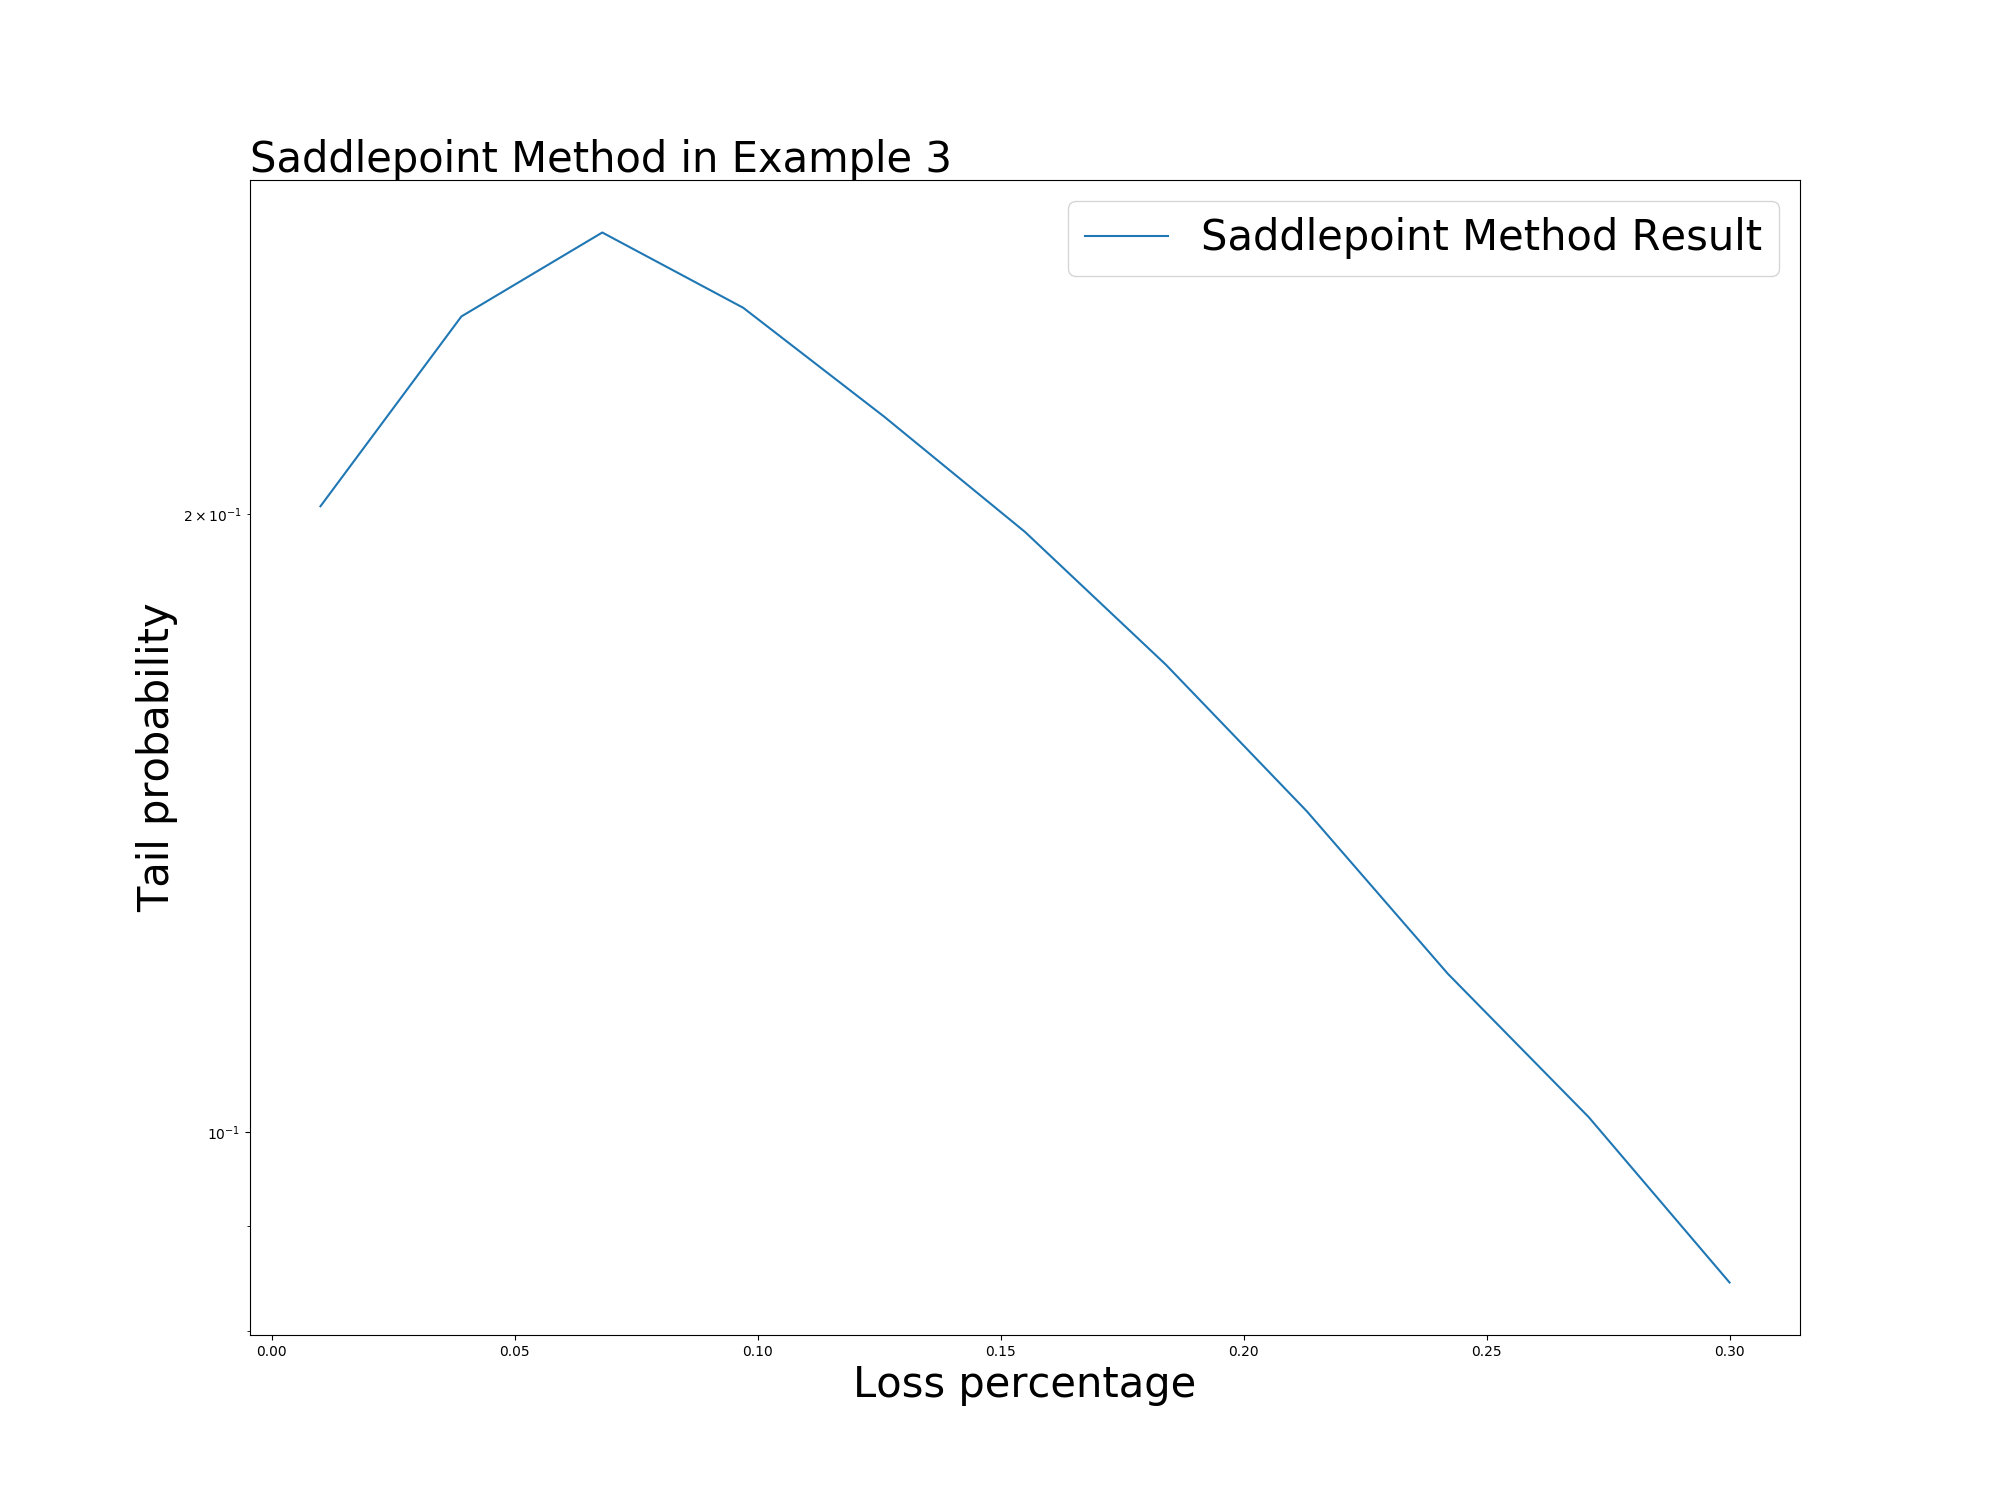 Saddlepoint Method in Example 3
Saddlepoint Method Result
Tail probability
2 × 10⁻¹
10⁻¹
0.00 0.05 0.10 0.15 0.20 0.25 0.30
Loss percentage